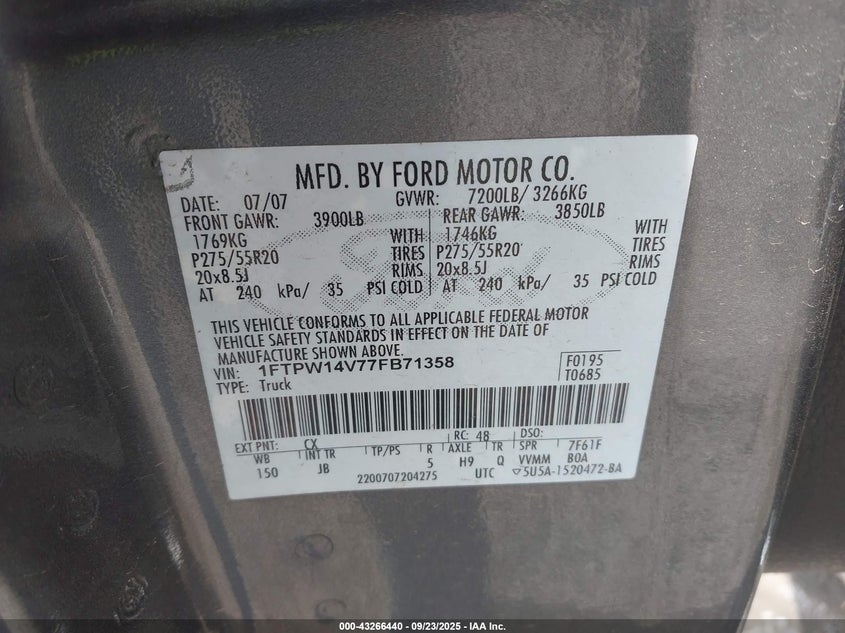 MFD. BY FORD MOTOR CO.
DATE: 07/07 GVWR: 7200LB/ 3266KG
FRONT GAWR: 3900LB REAR GAWR: 3850LB
1769KG WITH 1746KG WITH
P275/55R20 TIRES P275/55R20 TIRES
20x8.5J RIMS 20x8.5J RIMS
AT 240 kPa/ 35 PSI COLD AT 240 kPa/ 35 PSI COLD
THIS VEHICLE CONFORMS TO ALL APPLICABLE FEDERAL MOTOR
VEHICLE SAFETY STANDARDS IN EFFECT ON THE DATE OF
MANUFACTURE SHOWN ABOVE.
VIN: 1FTPW14V77FB71358 F0195
TYPE: Truck T0685
EXT PNT: CX RC: 48 DSO:
WB INT TR TP/PS R AXLE TR SPR 7F61F
150 JB 5 H9 Q VVMM BOA
2200707204275 UTC ▽5U5A-1520472-BA
000-43266440 - 09/23/2025 - IAA Inc.